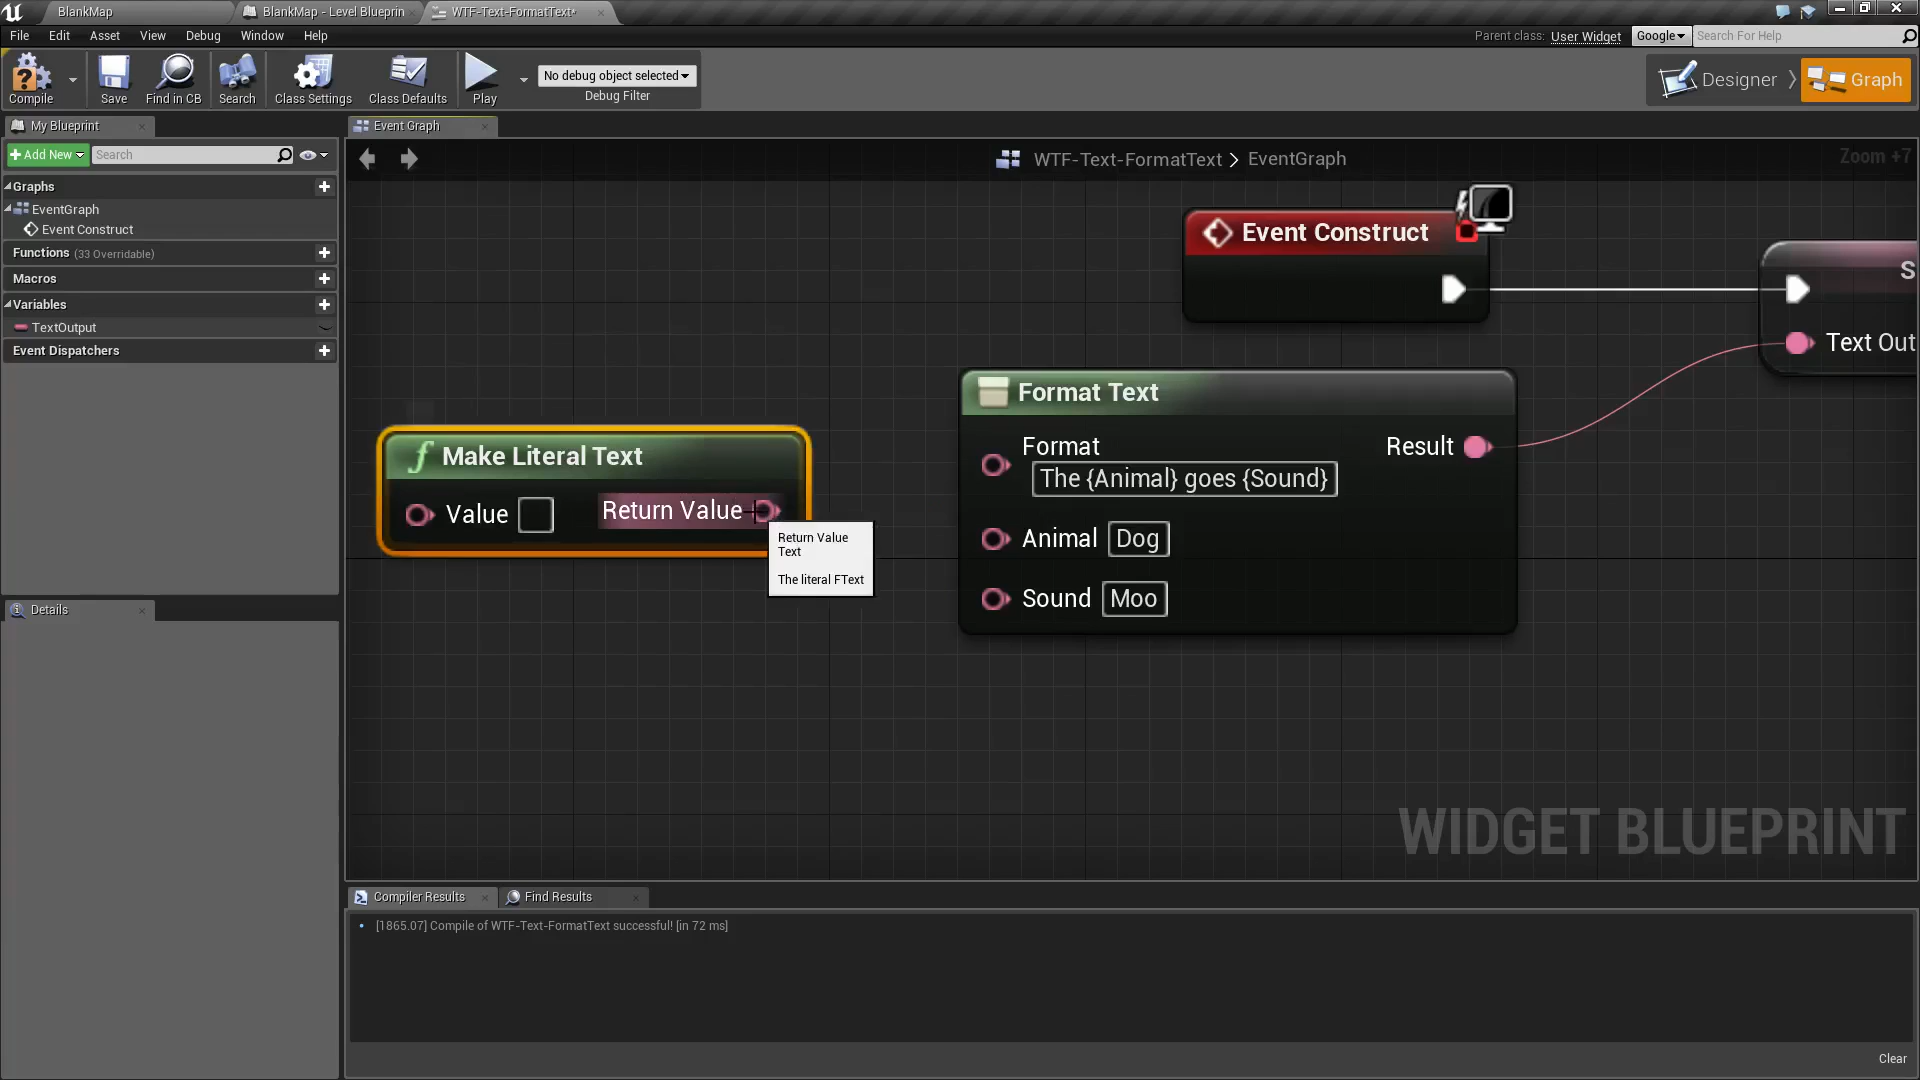 BlankMap
BlankMap - Level Blueprin
WTF-Text-FormatText*
File Edit Asset View Debug Window Help
Parent class: User Widget Google Search For Help
Compile Save Find in CB Search Class Settings Class Defaults Play
No debug object selected
Debug Filter
Designer Graph
My Blueprint
Add New Search
Graphs
EventGraph
Event Construct
Functions (33 Overridable)
Macros
Variables
TextOutput
Event Dispatchers
Details
Event Graph
WTF-Text-FormatText > EventGraph
Zoom +7
Event Construct
S
Text Out
Format Text
Format
The {Animal} goes {Sound}
Result
Animal Dog
Sound Moo
Make Literal Text
Value Return Value
Return Value
Text
The literal FText
WIDGET BLUEPRINT
Compiler Results Find Results
[1865.07] Compile of WTF-Text-FormatText successful! [in 72 ms]
Clear